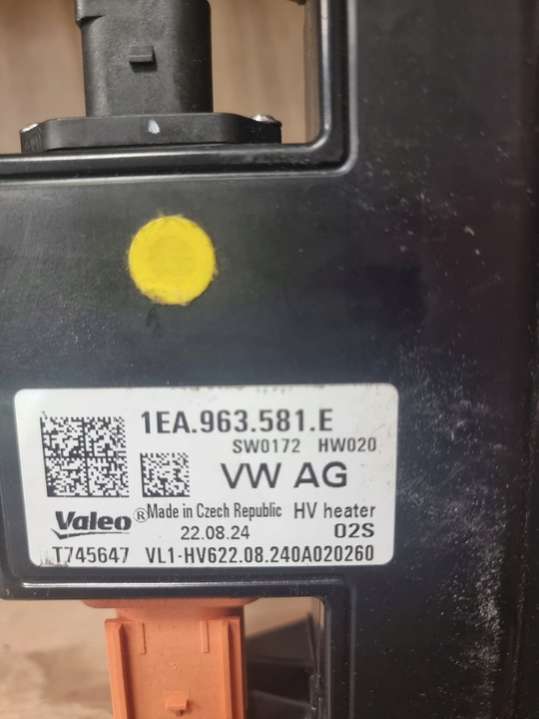 1EA.963.581.E
SW0172 HW020
VW AG
Valeo ® Made in Czech Republic HV heater
22.08.24 02S
T745647 VL1-HV622.08.240A020260